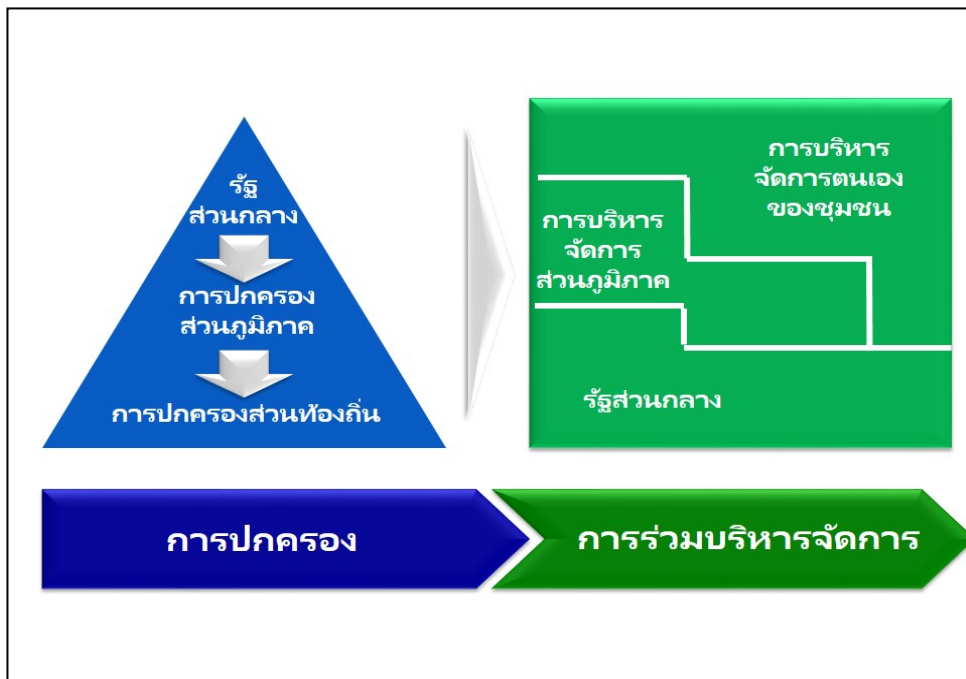 รัฐ
ส่วนกลาง
การปกครอง
ส่วนภูมิภาค
การปกครองส่วนท้องถิ่น
การบริหาร
จัดการตนเอง
ของชุมชน
การบริหาร
จัดการ
ส่วนภูมิภาค
รัฐส่วนกลาง
การปกครอง
การร่วมบริหารจัดการ